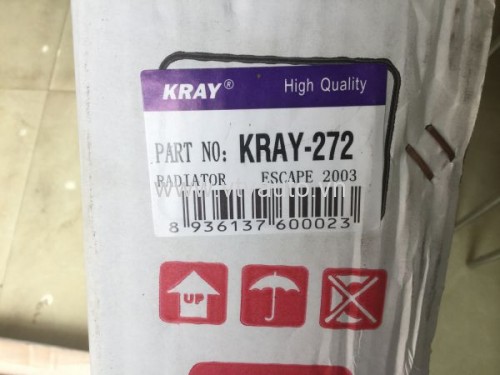 KRAY® High Quality
PART NO: KRAY-272
RADIATOR ESCAPE 2003
8 936137 600023
UP